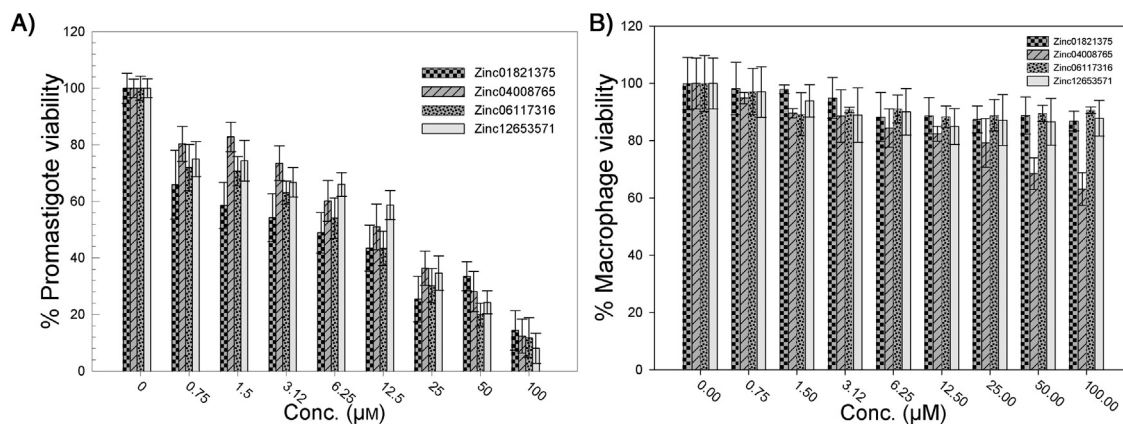 A)
120
100
80
60
40
20
0
% Promastigote viability
Zinc01821375
Zinc04008765
Zinc06117316
Zinc12653571
0
0.75
1.5
3.12
6.25
12.5
25
50
100
Conc. (µM)
B)
120
100
80
60
40
20
0
% Macrophage viability
Zinc01821375
Zinc04008765
Zinc06117316
Zinc12653571
0.00
0.75
1.50
3.12
6.25
12.50
25.00
50.00
100.00
Conc. (µM)